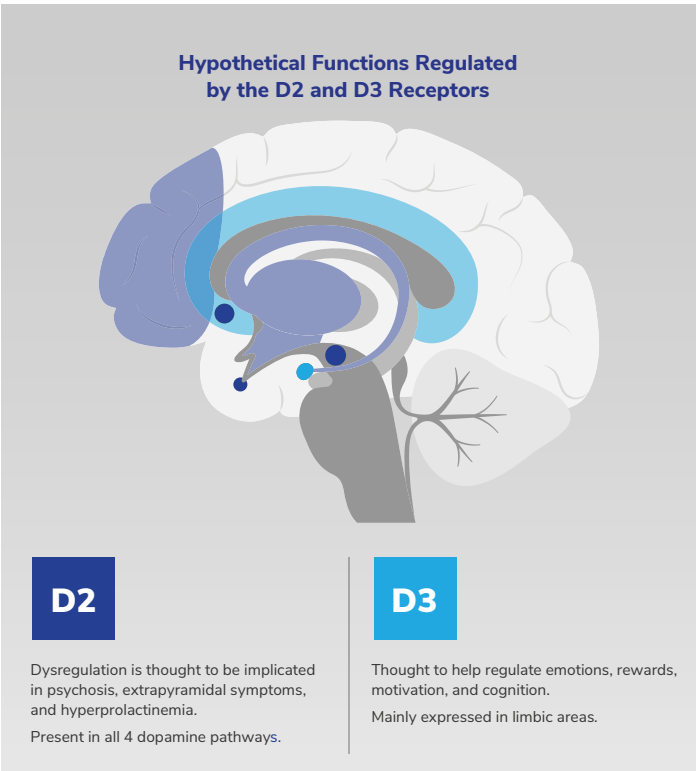 Hypothetical Functions Regulated
by the D2 and D3 Receptors
D2
Dysregulation is thought to be implicated
in psychosis, extrapyramidal symptoms,
and hyperprolactinemia.
Present in all 4 dopamine pathways.
D3
Thought to help regulate emotions, rewards,
motivation, and cognition.
Mainly expressed in limbic areas.